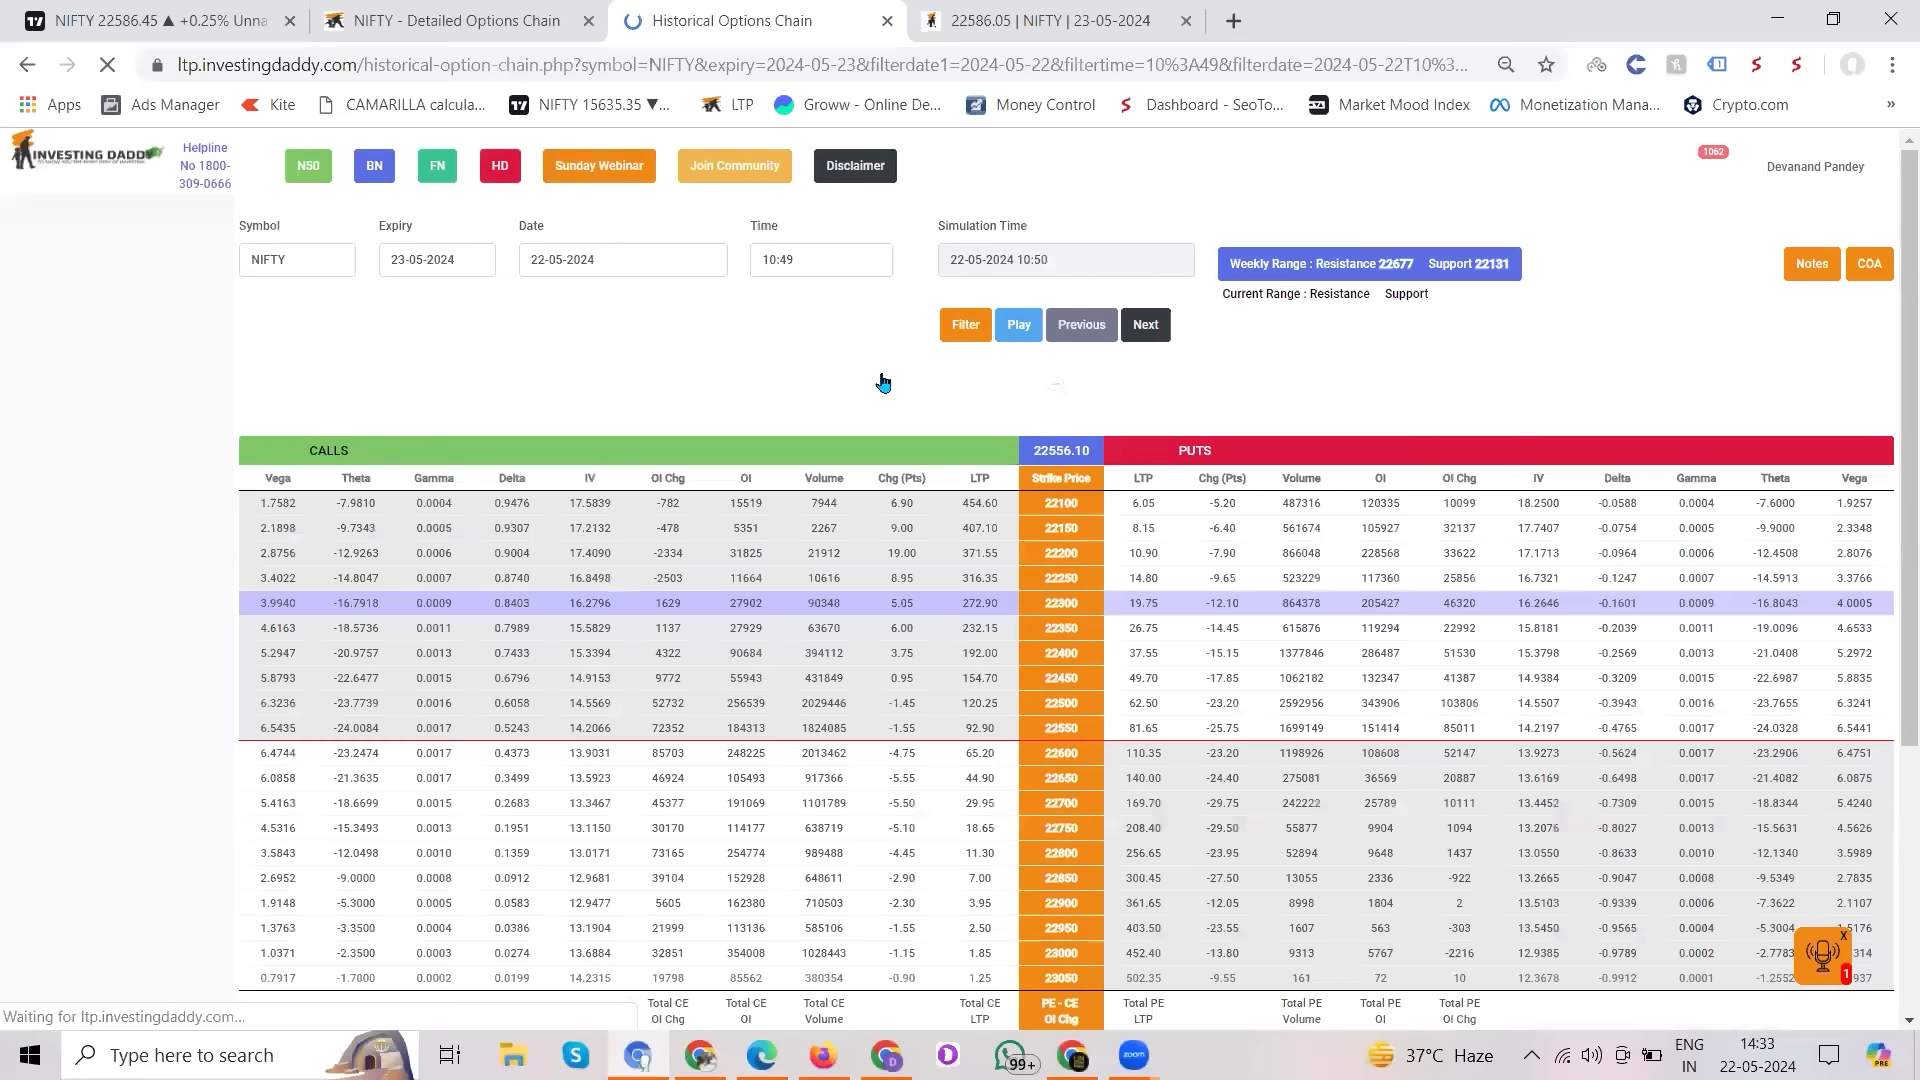 NIFTY 22586.45 ▲ +0.25% Unna
NIFTY - Detailed Options Chain
Historical Options Chain
22586.05 | NIFTY | 23-05-2024
ltp.investingdaddy.com/historical-option-chain.php?symbol=NIFTY&expiry=2024-05-23&filterdate1=2024-05-22&filtertime=10%3A49&filterdate=2024-05-22T10%3...
Apps Ads Manager Kite CAMARILLA calcula... NIFTY 15635.35 ▼... LTP Groww - Online De... Money Control Dashboard - SeoTo... Market Mood Index Monetization Mana... Crypto.com »
INVESTING DADDY
Helpline
No 1800-
309-0666
N50 BN FN HD Sunday Webinar Join Community Disclaimer
1062
Devanand Pandey
Symbol Expiry Date Time Simulation Time
NIFTY 23-05-2024 22-05-2024 10:49 22-05-2024 10:50
Weekly Range : Resistance 22677 Support 22131
Notes COA
Current Range : Resistance Support
Filter Play Previous Next
CALLS 22556.10 PUTS
Vega Theta Gamma Delta IV OI Chg OI Volume Chg (Pts) LTP Strike Price LTP Chg (Pts) Volume OI OI Chg IV Delta Gamma Theta Vega
1.7582 -7.9810 0.0004 0.9476 17.5839 -782 15519 7944 6.90 454.60 22100 6.05 -5.20 487316 120335 10099 18.2500 -0.0588 0.0004 -7.6000 1.9257
2.1898 -9.7343 0.0005 0.9307 17.2132 -478 5351 2267 9.00 407.10 22150 8.15 -6.40 561674 105927 32137 17.7407 -0.0754 0.0005 -9.9000 2.3348
2.8756 -12.9263 0.0006 0.9004 17.4090 -2334 31825 21912 19.00 371.55 22200 10.90 -7.90 866048 228568 33622 17.1713 -0.0964 0.0006 -12.4508 2.8076
3.4022 -14.8047 0.0007 0.8740 16.8498 -2503 11664 10616 8.95 316.35 22250 14.80 -9.65 523229 117360 25856 16.7321 -0.1247 0.0007 -14.5913 3.3766
3.9940 -16.7918 0.0009 0.8403 16.2796 1629 27902 90348 5.05 272.90 22300 19.75 -12.10 864378 205427 46320 16.2646 -0.1601 0.0009 -16.8043 4.0005
4.6163 -18.5736 0.0011 0.7989 15.5829 1137 27929 63670 6.00 232.15 22350 26.75 -14.45 615876 119294 22992 15.8181 -0.2039 0.0011 -19.0096 4.6533
5.2947 -20.9757 0.0013 0.7433 15.3394 4322 90684 394112 3.75 192.00 22400 37.55 -15.15 1377846 286487 51530 15.3798 -0.2569 0.0013 -21.0408 5.2972
5.8793 -22.6477 0.0015 0.6796 14.9153 9772 55943 431849 0.95 154.70 22450 49.70 -17.85 1062182 132347 41387 14.9384 -0.3209 0.0015 -22.6987 5.8835
6.3236 -23.7739 0.0016 0.6058 14.5569 52732 256539 2029446 -1.45 120.25 22500 62.50 -23.20 2592956 343906 103806 14.5507 -0.3943 0.0016 -23.7655 6.3241
6.5435 -24.0084 0.0017 0.5243 14.2066 72352 184313 1824085 -1.55 92.90 22550 81.65 -25.75 1699149 151414 85011 14.2197 -0.4765 0.0017 -24.0328 6.5441
6.4744 -23.2474 0.0017 0.4373 13.9031 85703 248225 2013462 -4.75 65.20 22600 110.35 -23.20 1198926 108608 52147 13.9273 -0.5624 0.0017 -23.2906 6.4751
6.0858 -21.3635 0.0017 0.3499 13.5923 46924 105493 917366 -5.55 44.90 22650 140.00 -24.40 275081 36569 20887 13.6169 -0.6498 0.0017 -21.4082 6.0875
5.4163 -18.6699 0.0015 0.2683 13.3467 45377 191069 1101789 -5.50 29.95 22700 169.70 -29.75 242222 25789 10111 13.4452 -0.7309 0.0015 -18.8344 5.4240
4.5316 -15.3493 0.0013 0.1951 13.1150 30170 114177 638719 -5.10 18.65 22750 208.40 -29.50 55877 9904 1094 13.2076 -0.8027 0.0013 -15.5631 4.5626
3.5843 -12.0498 0.0010 0.1359 13.0171 73165 254774 989488 -4.45 11.30 22800 256.65 -23.95 52894 9648 1437 13.0550 -0.8633 0.0010 -12.1340 3.5989
2.6952 -9.0000 0.0008 0.0912 12.9681 39104 152928 648611 -2.90 7.00 22850 300.45 -27.50 13055 2336 -922 13.2665 -0.9047 0.0008 -9.5349 2.7835
1.9148 -5.3000 0.0005 0.0583 12.9477 5605 162380 710503 -2.30 3.95 22900 361.65 -12.05 8998 1804 2 13.5103 -0.9339 0.0006 -7.3622 2.1107
1.3763 -3.3500 0.0004 0.0386 13.1904 21999 113136 585106 -1.55 2.50 22950 403.50 -23.55 1607 563 -303 13.5450 -0.9565 0.0004 -5.3004 5176
1.0371 -2.3500 0.0003 0.0274 13.6884 32851 354008 1028443 -1.15 1.85 23000 452.40 -13.80 9313 5767 -2216 12.9385 -0.9789 0.0002 -2.7783 314
0.7917 -1.7000 0.0002 0.0199 14.2315 19798 85562 380354 -0.90 1.25 23050 502.35 -9.55 161 72 10 12.3678 -0.9912 0.0001 -1.2552 937
X
1
Total CE Total CE Total CE Total CE PE - CE Total PE Total PE Total PE Total PE
OI Chg OI Volume LTP OI Chg LTP Volume OI OI Chg
Waiting for ltp.investingdaddy.com...
Type here to search
99+
zoom
37°C Haze
ENG
IN
14:33
22-05-2024
PRE